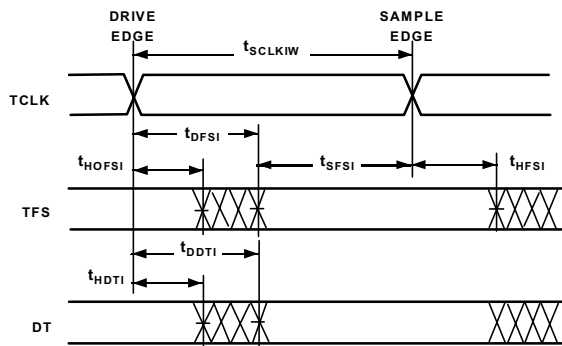 DRIVE EDGE
SAMPLE EDGE
tSCLKIW
TCLK
tDFSI
tHOFSI
tSFSI
tHFSI
TFS
tDDTI
tHDTI
DT